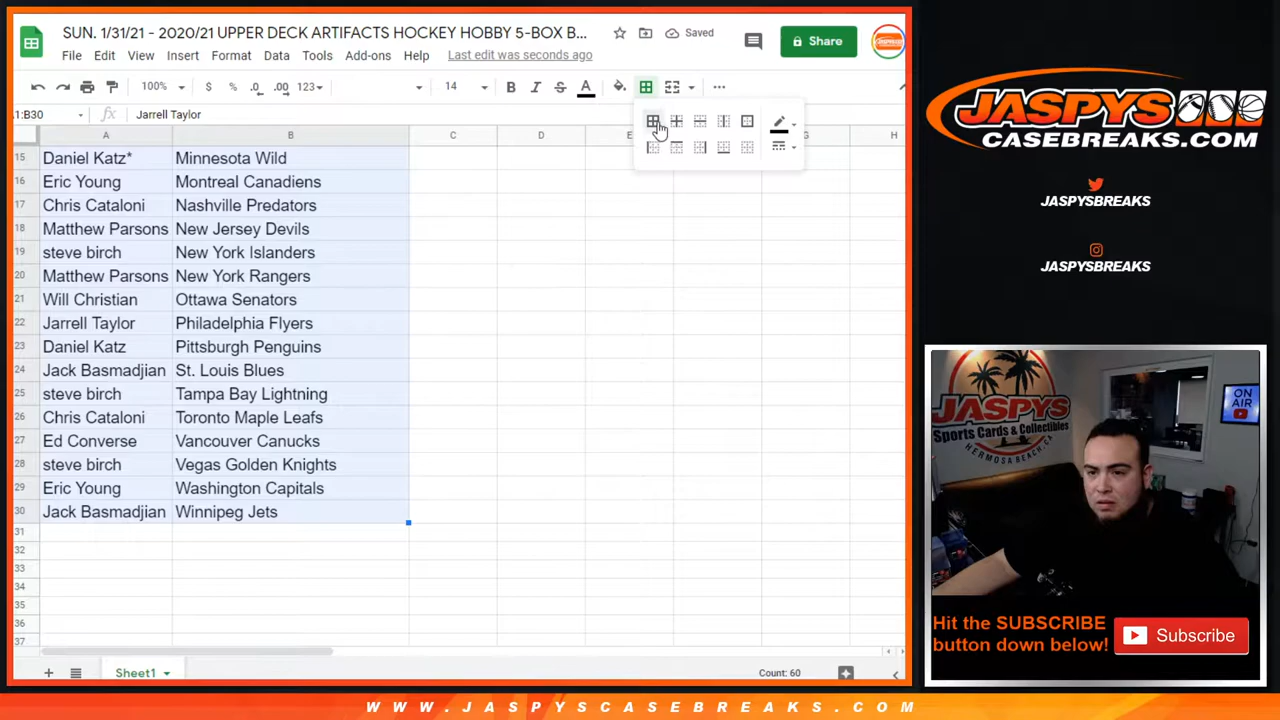 SUN. 1/31/21 - 2020/21 UPPER DECK ARTIFACTS HOCKEY HOBBY 5-BOX B...
Saved
Share
File Edit View Insert Format Data Tools Add-ons Help Last edit was seconds ago
100% $ % .0 .00 123 14 B I S A
:B30 fx Jarrell Taylor
A B C D E G H
15 Daniel Katz* Minnesota Wild
16 Eric Young Montreal Canadiens
17 Chris Cataloni Nashville Predators
18 Matthew Parsons New Jersey Devils
19 steve birch New York Islanders
20 Matthew Parsons New York Rangers
21 Will Christian Ottawa Senators
22 Jarrell Taylor Philadelphia Flyers
23 Daniel Katz Pittsburgh Penguins
24 Jack Basmadjian St. Louis Blues
25 steve birch Tampa Bay Lightning
26 Chris Cataloni Toronto Maple Leafs
27 Ed Converse Vancouver Canucks
28 steve birch Vegas Golden Knights
29 Eric Young Washington Capitals
30 Jack Basmadjian Winnipeg Jets
31
32
33
34
35
36
37
Sheet1 Count: 60
JASPYS
CASEBREAKS.COM
JASPYSBREAKS
JASPYSBREAKS
JASPYS
Sports Cards & Collectibles
HERMOSA BEACH, CA
ON
AIR
Hit the SUBSCRIBE
button down below!
Subscribe
WWW.JASPYSCASEBREAKS.COM